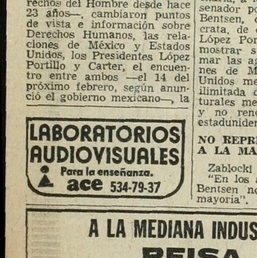 rechos del Hombre desde hace
23 años—, cambiaron puntos
de vista e información sobre
Derechos Humanos, las rela-
ciones de México y Estados
Unidos, los Presidentes López
Portillo y Carter, el encuen-
tro entre ambos —el 14 del
próximo febrero, según anun-
ció el gobierno mexicano—, la
LABORATORIOS
AUDIOVISUALES
Para la enseñanza.
ace 534-79-37
senador po
Bentsen,
crata, de
López Por
mostrar s
mar las ag
nes de M
ilimitada
turales me
y no reno
estadunide
NO REPRE
A LA MA
Zablocki
"En los
Bentsen no
mayoría",
A LA MEDIANA INDUS
REISA